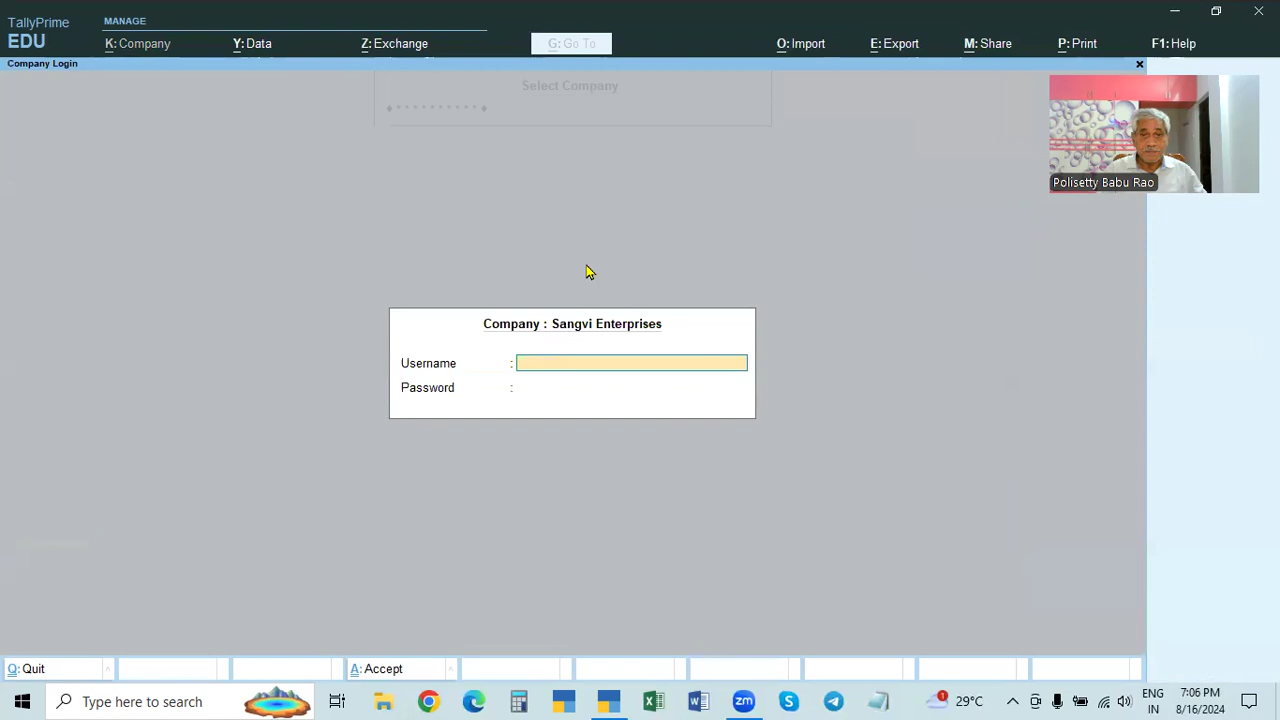 TallyPrime
EDU
MANAGE
K: Company
Y: Data
Z: Exchange
G: Go To
O: Import
E: Export
M: Share
P: Print
F1: Help
Company Login
Select Company
Polisetty Babu Rao
Company : Sangvi Enterprises
Username :
Password :
Q: Quit
A: Accept
Type here to search
29°C
ENG
IN
7:06 PM
8/16/2024